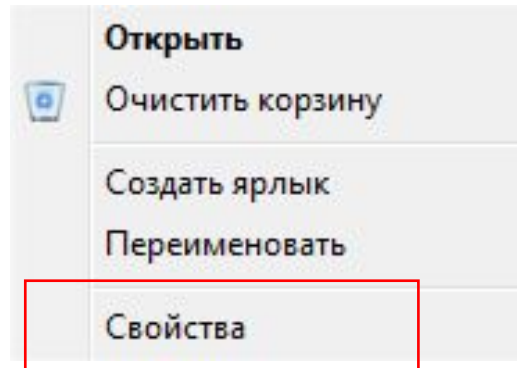 Открыть
Очистить корзину
Создать ярлык
Переименовать
Свойства